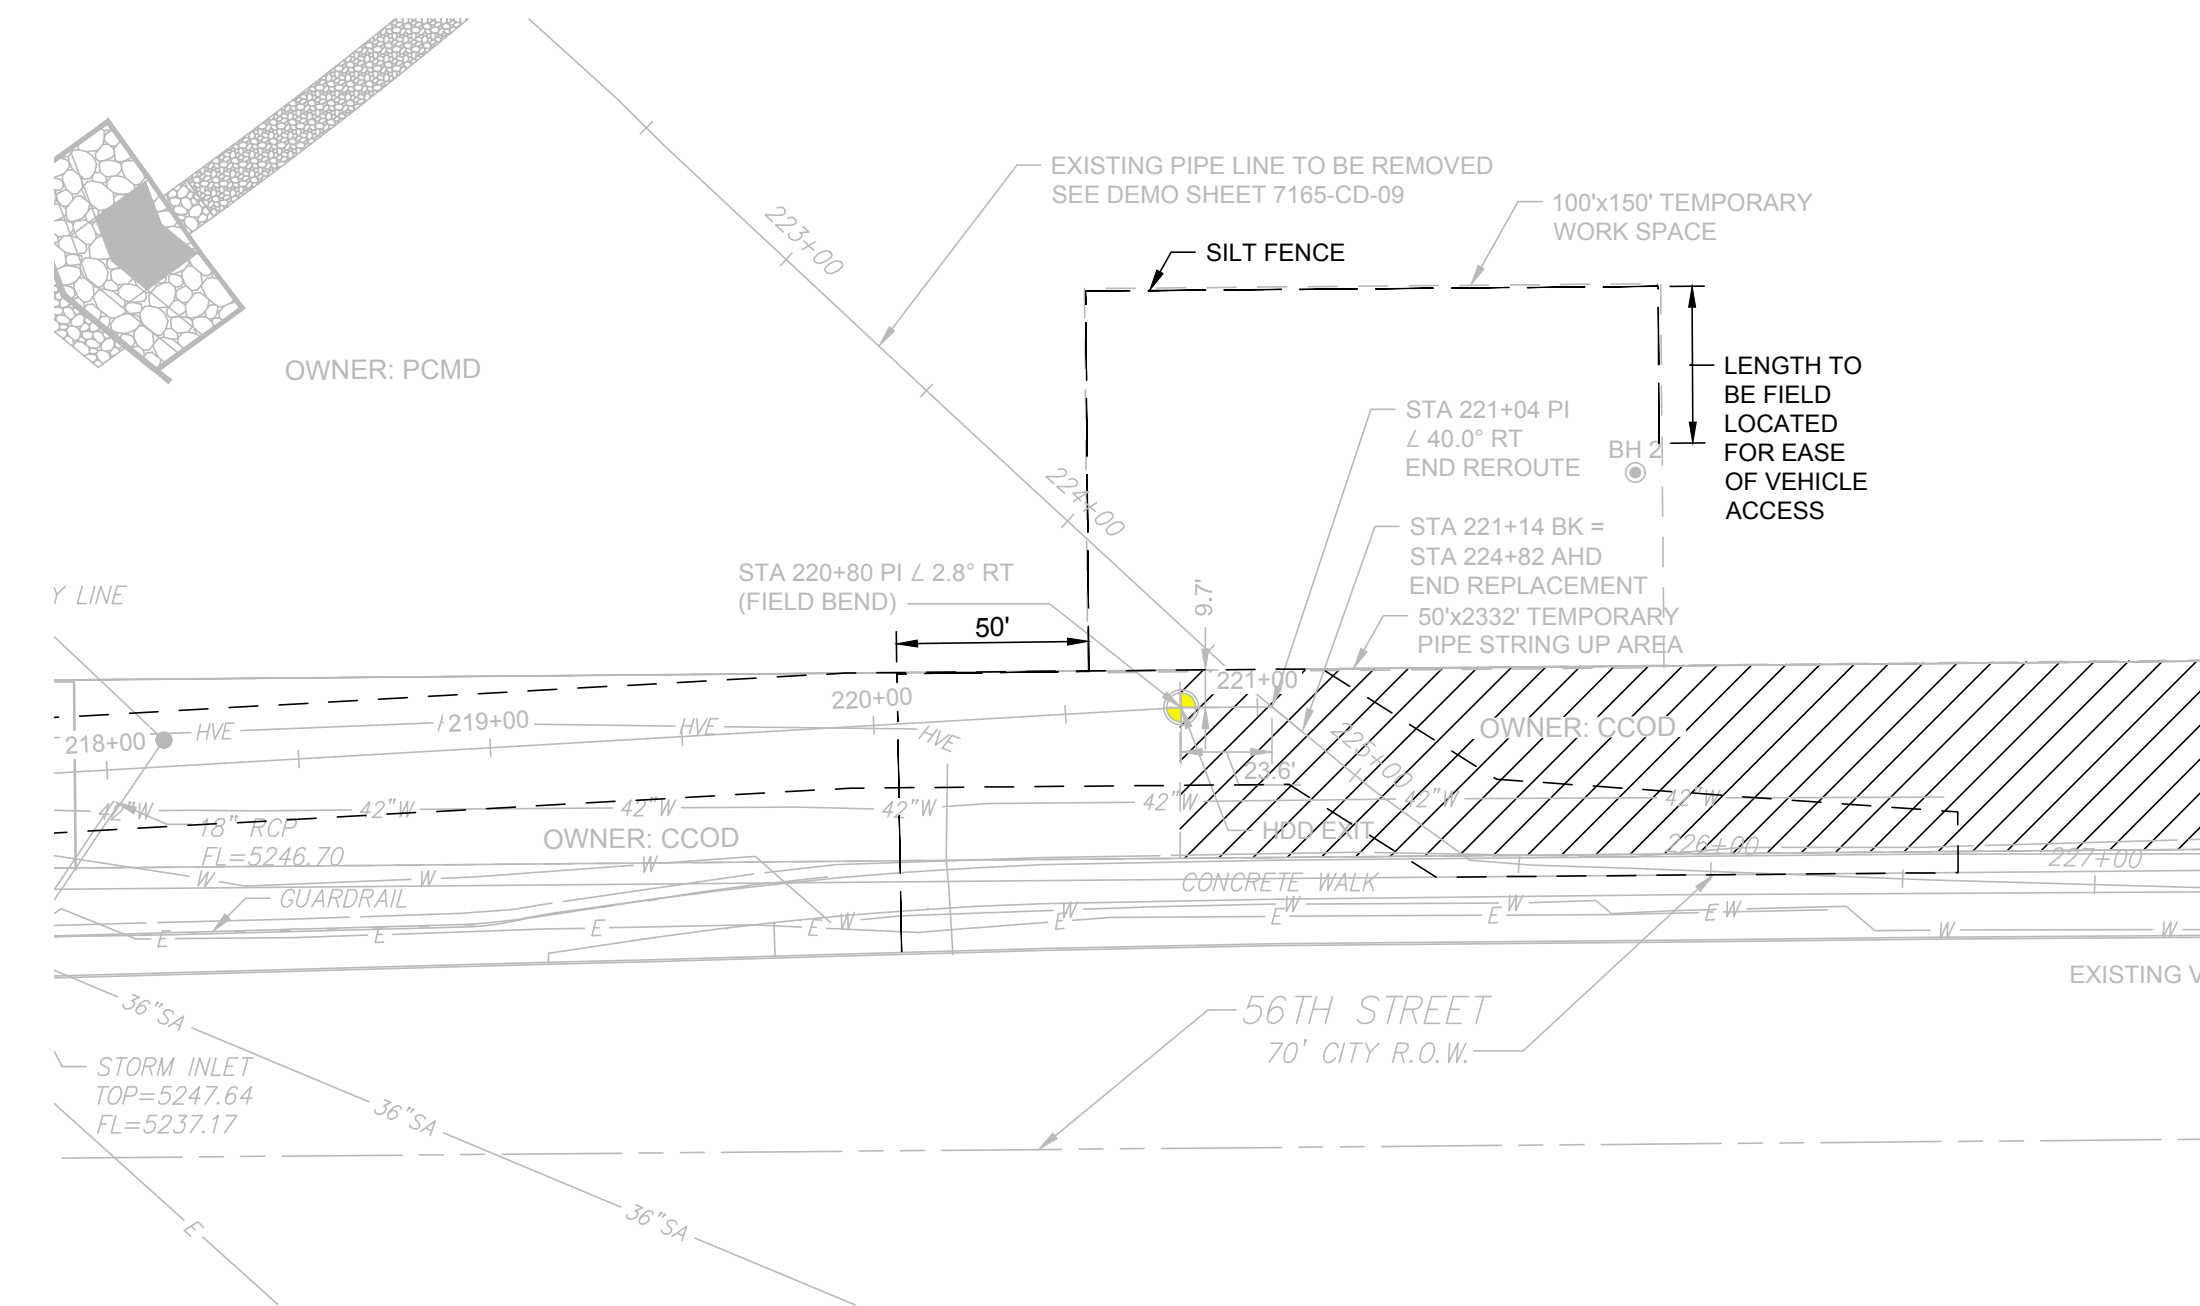 EXISTING PIPE LINE TO BE REMOVED
SEE DEMO SHEET 7165-CD-09
100'x150' TEMPORARY
WORK SPACE
223+00
SILT FENCE
OWNER: PCMD
LENGTH TO
BE FIELD
LOCATED
FOR EASE
OF VEHICLE
ACCESS
STA 221+04 PI
∠ 40.0° RT
END REROUTE
BH 2
224+00
STA 221+14 BK =
STA 224+82 AHD
END REPLACEMENT
50'x2332' TEMPORARY
PIPE STRING UP AREA
STA 220+80 PI ∠ 2.8° RT
(FIELD BEND)
9.7'
Y LINE
50'
221+00
220+00
219+00
218+00
HVE
HVE
HVE
OWNER: CCOD
225+00
23.6'
42"W
42"W
42"W
42"W
42"W
42"W
42"W
18" RCP
FL=5246.70
OWNER: CCOD
HDD EXIT
226+00
227+00
W
W
W
GUARDRAIL
CONCRETE WALK
E
E
E
E
W
E
W
E
W
E
E
W
W
W
EXISTING V
36"SA
56TH STREET
70' CITY R.O.W.
STORM INLET
TOP=5247.64
FL=5237.17
36"SA
36"SA
E